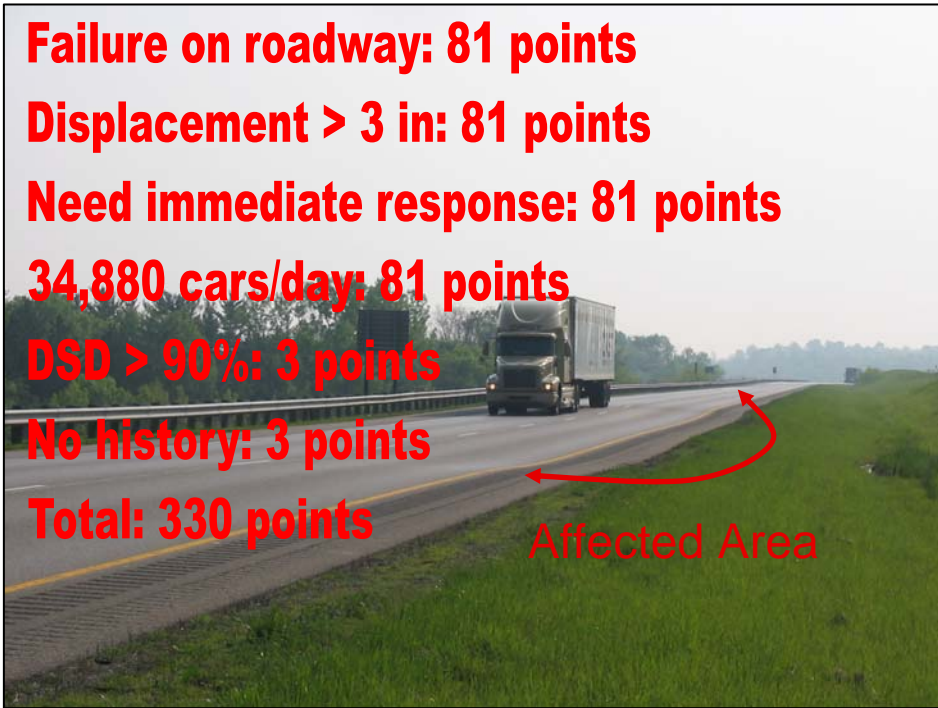 Failure on roadway: 81 points
Displacement > 3 in: 81 points
Need immediate response: 81 points
34,880 cars/day: 81 points
DSD > 90%: 3 points
No history: 3 points
Total: 330 points
Affected Area